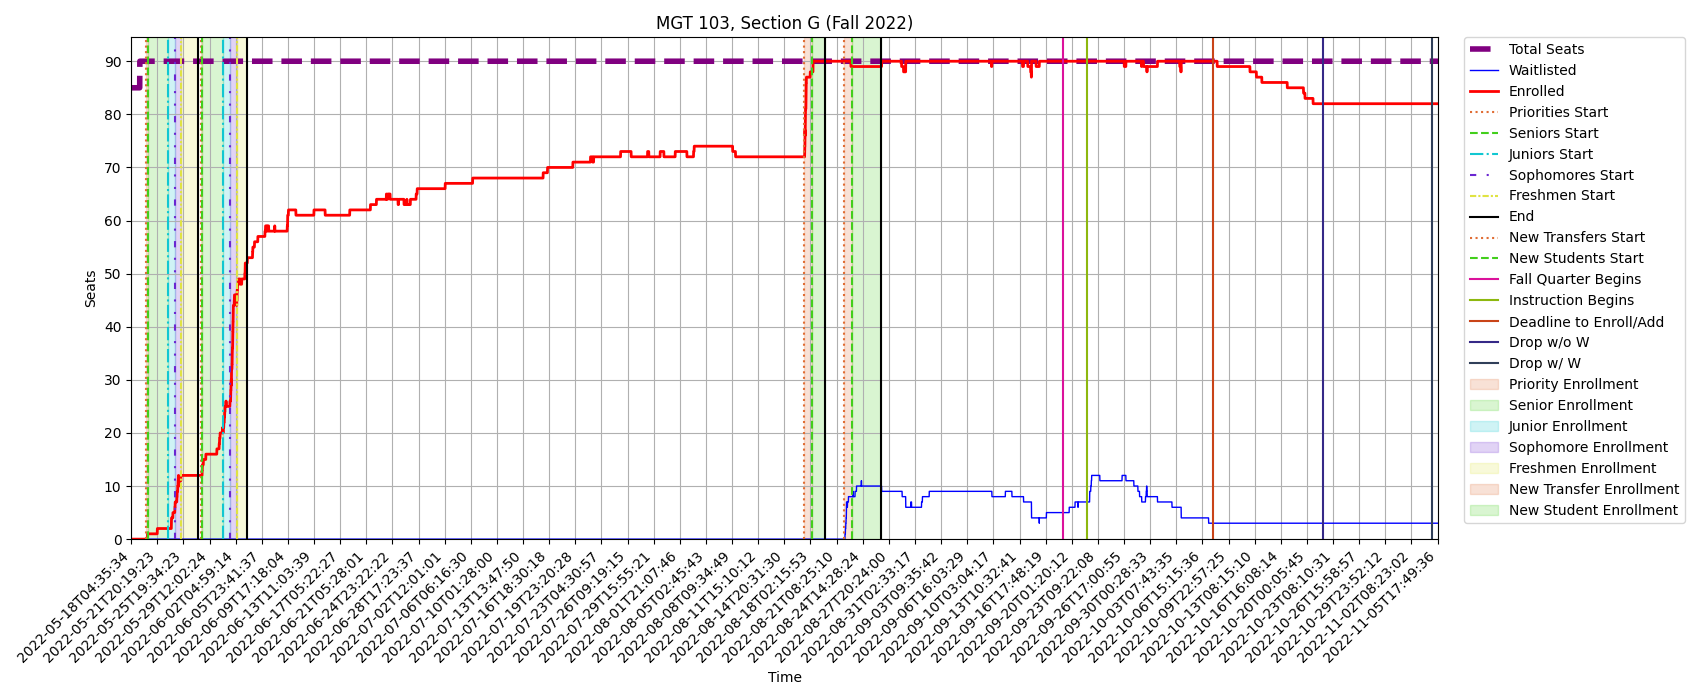 MGT 103, Section G (Fall 2022)
Seats
90
80
70
60
50
40
30
20
10
0
2022-05-18T04:35:34
2022-05-21T20:19:23
2022-05-25T19:34:23
2022-05-29T12:02:24
2022-06-02T04:59:14
2022-06-05T23:41:37
2022-06-09T17:18:04
2022-06-13T11:03:39
2022-06-17T05:22:27
2022-06-21T05:28:01
2022-06-24T23:22:22
2022-06-28T17:23:37
2022-07-02T12:01:01
2022-07-06T06:16:30
2022-07-10T01:28:00
2022-07-13T13:47:50
2022-07-16T18:30:18
2022-07-19T23:20:28
2022-07-23T04:30:57
2022-07-26T09:19:15
2022-07-29T15:55:21
2022-08-01T21:07:46
2022-08-05T02:45:43
2022-08-08T09:34:49
2022-08-11T15:10:12
2022-08-14T20:31:30
2022-08-18T02:15:53
2022-08-21T08:25:10
2022-08-24T14:28:24
2022-08-27T20:24:00
2022-08-31T02:33:17
2022-09-03T09:35:42
2022-09-06T16:03:29
2022-09-10T03:04:17
2022-09-13T10:32:41
2022-09-16T17:48:19
2022-09-20T01:20:12
2022-09-23T09:22:08
2022-09-26T17:00:55
2022-09-30T00:28:33
2022-10-03T07:43:35
2022-10-06T15:15:36
2022-10-09T22:57:25
2022-10-13T08:15:10
2022-10-16T16:08:14
2022-10-20T00:05:45
2022-10-23T08:10:31
2022-10-26T15:58:57
2022-10-29T23:52:12
2022-11-02T08:23:02
2022-11-05T17:49:36
Time
Total Seats
Waitlisted
Enrolled
Priorities Start
Seniors Start
Juniors Start
Sophomores Start
Freshmen Start
End
New Transfers Start
New Students Start
Fall Quarter Begins
Instruction Begins
Deadline to Enroll/Add
Drop w/o W
Drop w/ W
Priority Enrollment
Senior Enrollment
Junior Enrollment
Sophomore Enrollment
Freshmen Enrollment
New Transfer Enrollment
New Student Enrollment